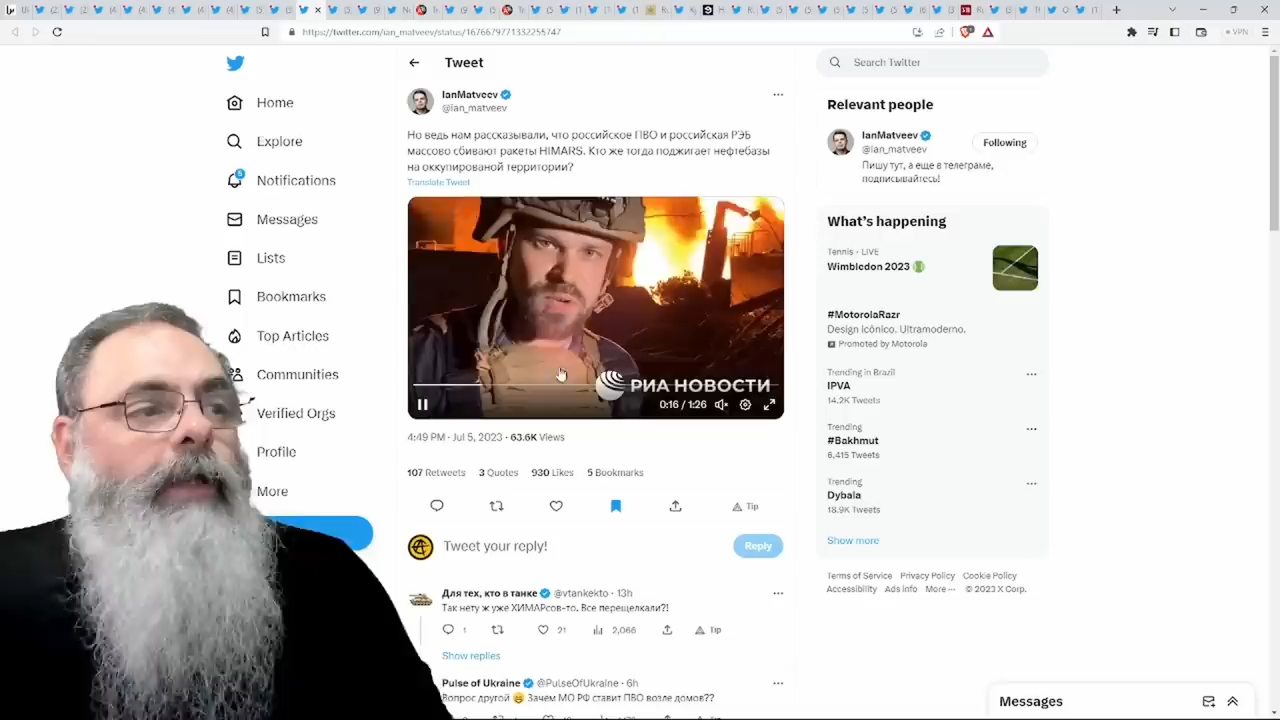 https://twitter.com/ian_matveev/status/1676679771332255747
VPN
Home
Explore
Notifications
Messages
Lists
Bookmarks
Top Articles
Communities
Verified Orgs
Profile
More
Tweet
IanMatveev
@ian_matveev
Но ведь нам рассказывали, что российское ПВО и российская РЭБ
массово сбивают ракеты HIMARS. Кто же тогда поджигает нефтебазы
на оккупированой территории?
Translate Tweet
РИА НОВОСТИ
0:16 / 1:26
4:49 PM · Jul 5, 2023 · 63.6K Views
107 Retweets 3 Quotes 930 Likes 5 Bookmarks
Tip
Tweet your reply!
Reply
Для тех, кто в танке @vtankekto · 13h
Так нету ж уже ХИМАРсов-то. Все перещелкали?!
1 21 2,066 Tip
Show replies
Pulse of Ukraine @PulseOfUkraine · 6h
Вопрос другой Зачем МО РФ ставит ПВО возле домов??
Search Twitter
Relevant people
IanMatveev
@ian_matveev
Following
Пишу тут, а еще в телеграме,
подписывайтесь!
What's happening
Tennis · LIVE
Wimbledon 2023
#MotorolaRazr
Design icônico. Ultramoderno.
Promoted by Motorola
Trending in Brazil
IPVA
14.2K Tweets
Trending
#Bakhmut
6,415 Tweets
Trending
Dybala
18.9K Tweets
Show more
Terms of Service Privacy Policy Cookie Policy
Accessibility Ads info More ··· © 2023 X Corp.
Messages